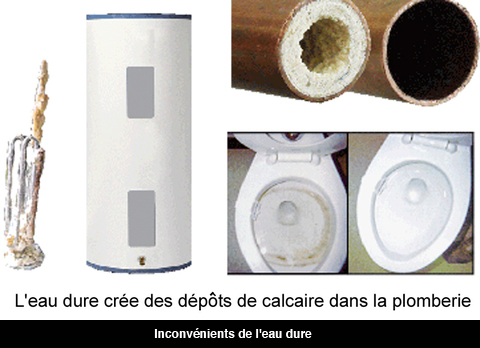 L'eau dure crée des dépôts de calcaire dans la plomberie
Inconvénients de l'eau dure